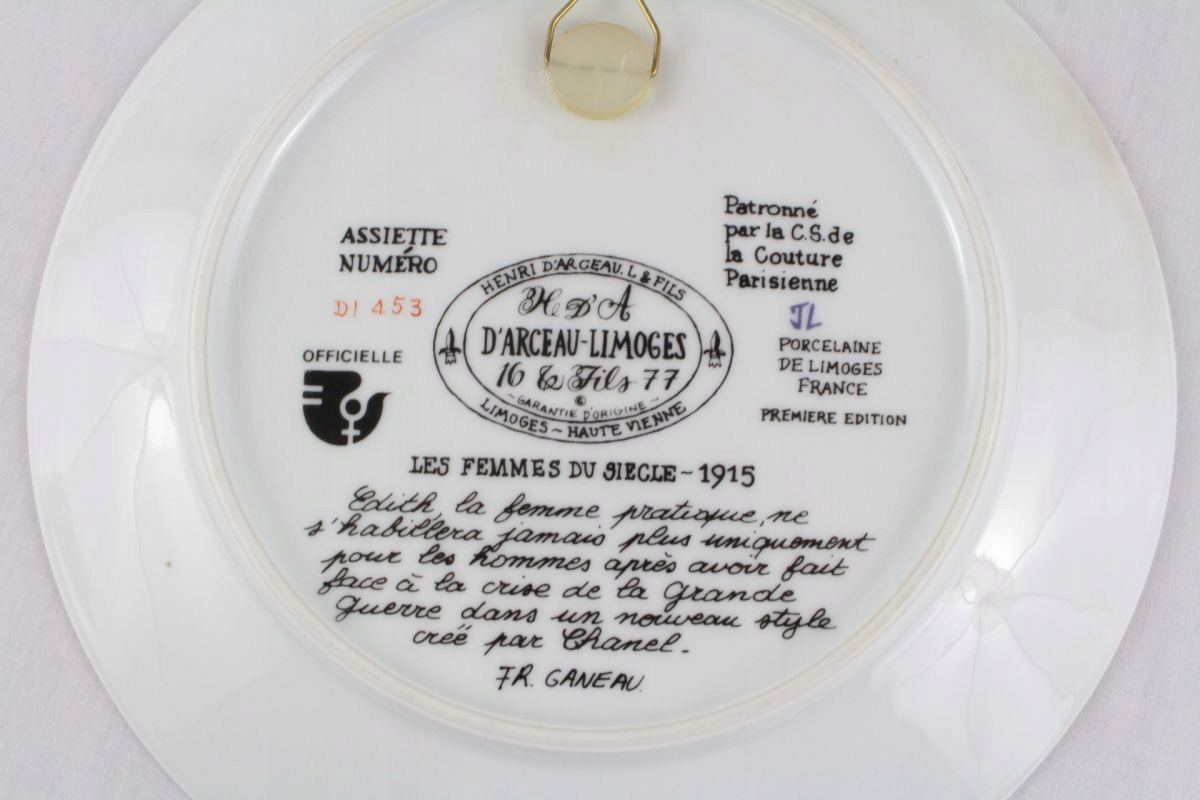 ASSIETTE
NUMÉRO
DI 453
OFFICIELLE
HENRI D'ARCEAU. L & FILS
H D'A
D'ARCEAU-LIMOGES
16 & Fils 77
©
~GARANTIE D'ORIGINE~
LIMOGES ~ HAUTE VIENNE
Patronné
par la C.S. de
la Couture
Parisienne
JL
PORCELAINE
DE LIMOGES
FRANCE
PREMIERE EDITION
LES FEMMES DU SIECLE ~ 1915
Edith, la femme pratique, ne
s'habillera jamais plus uniquement
pour les hommes après avoir fait
face à la crise de la Grande
Guerre dans un nouveau style
créé par Chanel.
FR. GANEAU.